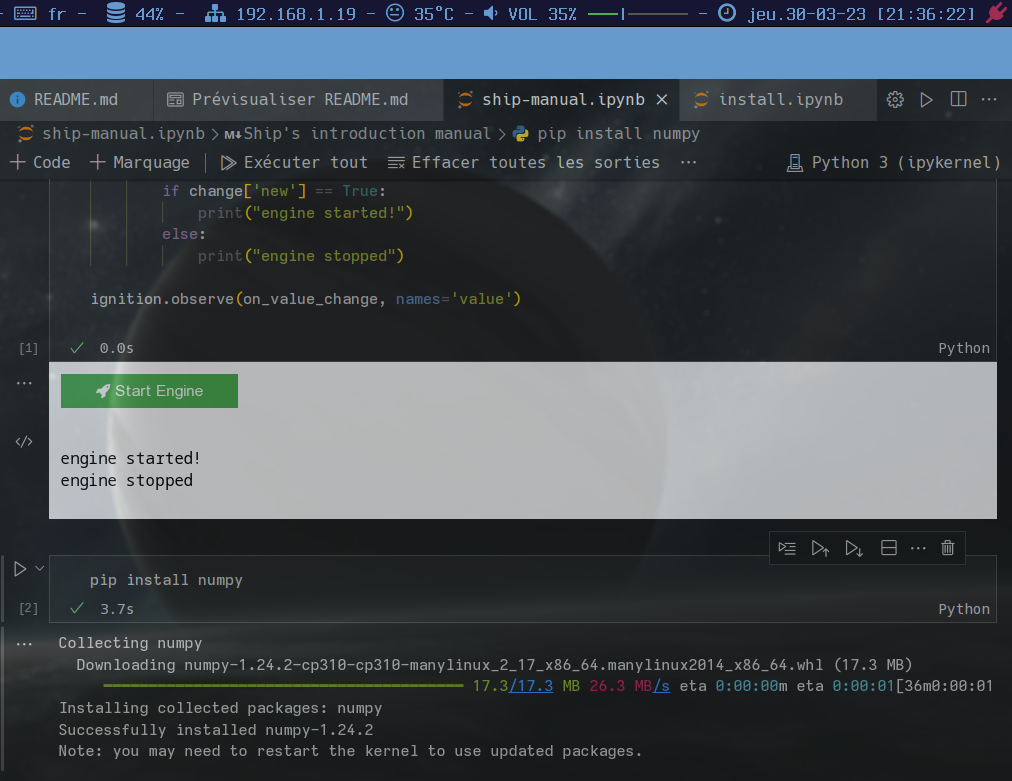 fr - 44% - 192.168.1.19 - 35°C - VOL 35% - jeu.30-03-23 [21:36:22]
README.md Prévisualiser README.md ship-manual.ipynb install.ipynb ···
ship-manual.ipynb > M↓Ship's introduction manual > pip install numpy
+ Code + Marquage | Exécuter tout Effacer toutes les sorties ··· Python 3 (ipykernel)
if change['new'] == True:
print("engine started!")
else:
print("engine stopped")
ignition.observe(on_value_change, names='value')
[1] ✓ 0.0s Python
Start Engine
engine started!
engine stopped
pip install numpy
[2] ✓ 3.7s Python
Collecting numpy
Downloading numpy-1.24.2-cp310-cp310-manylinux_2_17_x86_64.manylinux2014_x86_64.whl (17.3 MB)
17.3/17.3 MB 26.3 MB/s eta 0:00:00m eta 0:00:01[36m0:00:01
Installing collected packages: numpy
Successfully installed numpy-1.24.2
Note: you may need to restart the kernel to use updated packages.